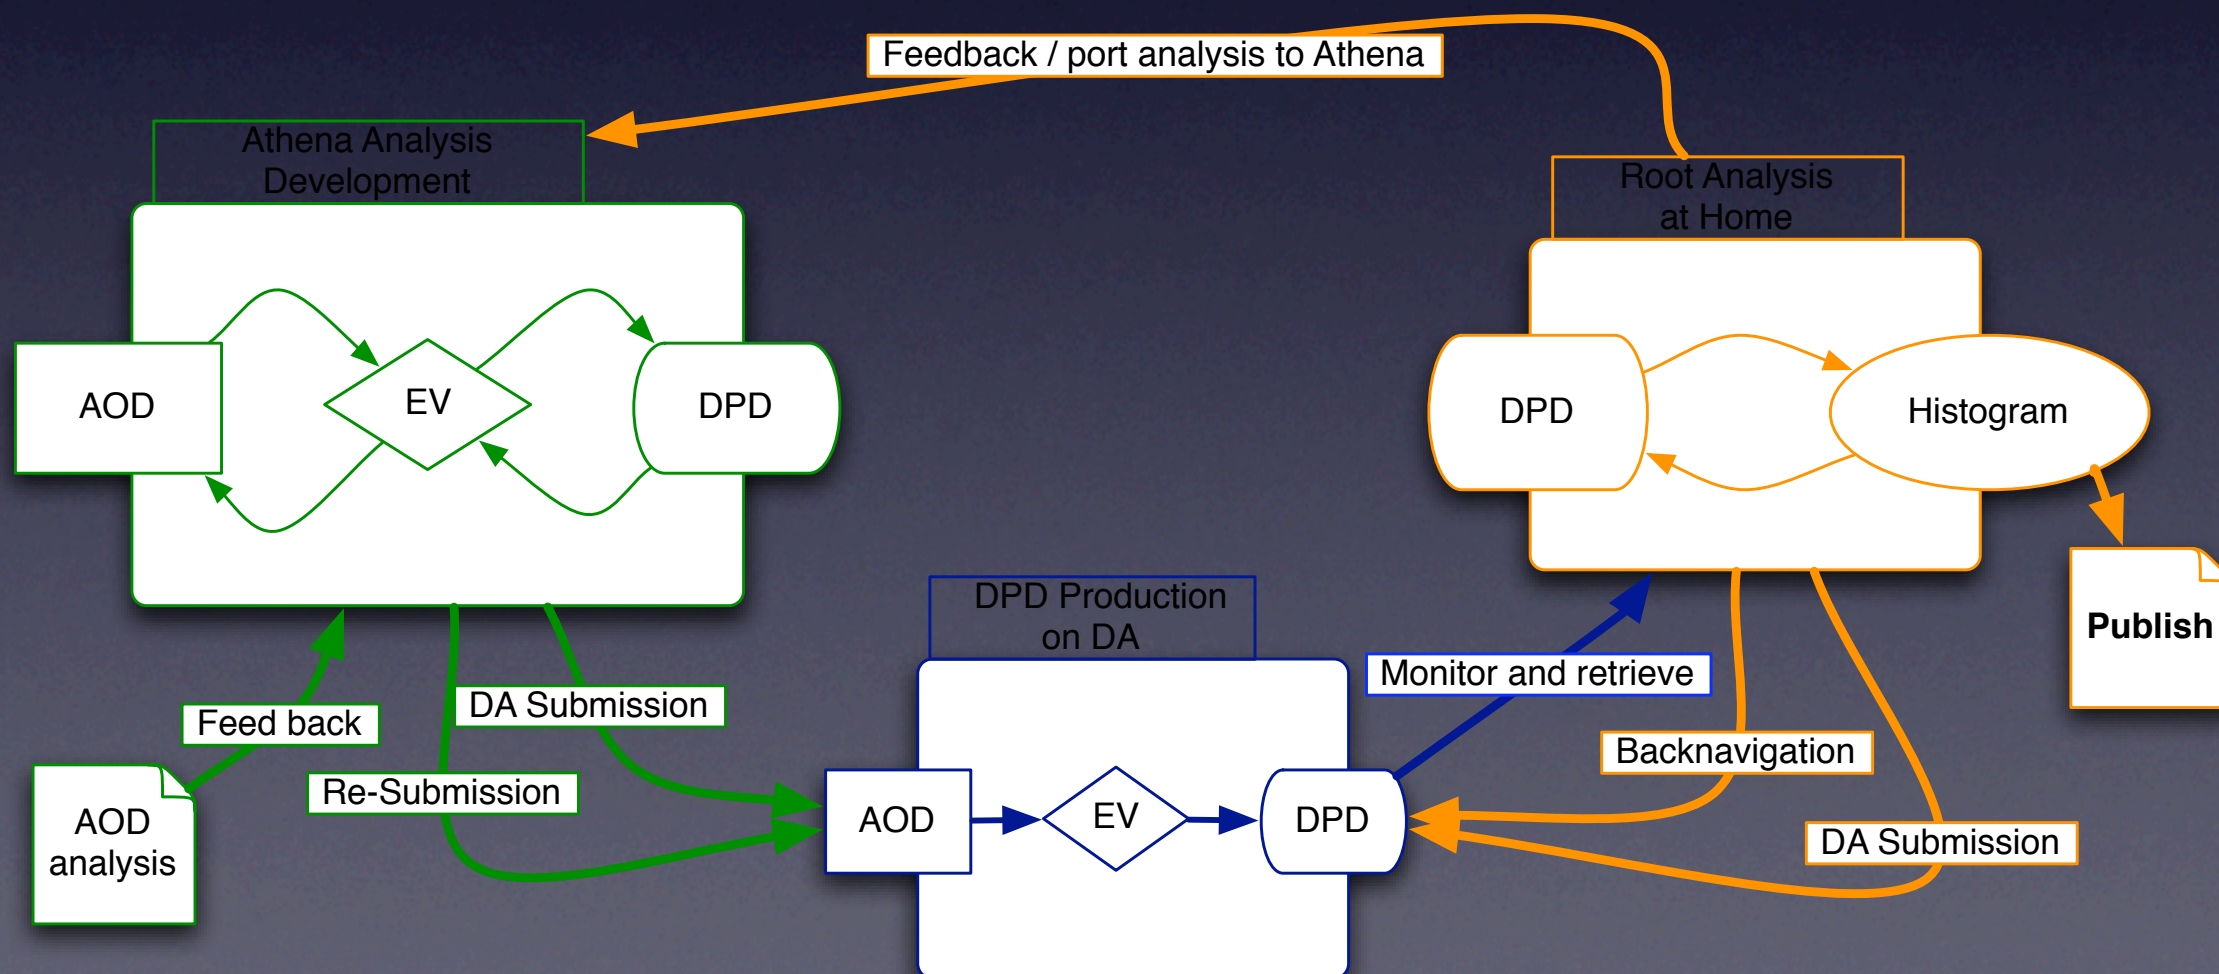 Feedback / port analysis to Athena
Athena Analysis
Development
Root Analysis
at Home
AOD
EV
DPD
DPD
Histogram
DPD Production
on DA
Publish
Monitor and retrieve
DA Submission
Feed back
Backnavigation
Re-Submission
AOD
analysis
AOD
EV
DPD
DA Submission